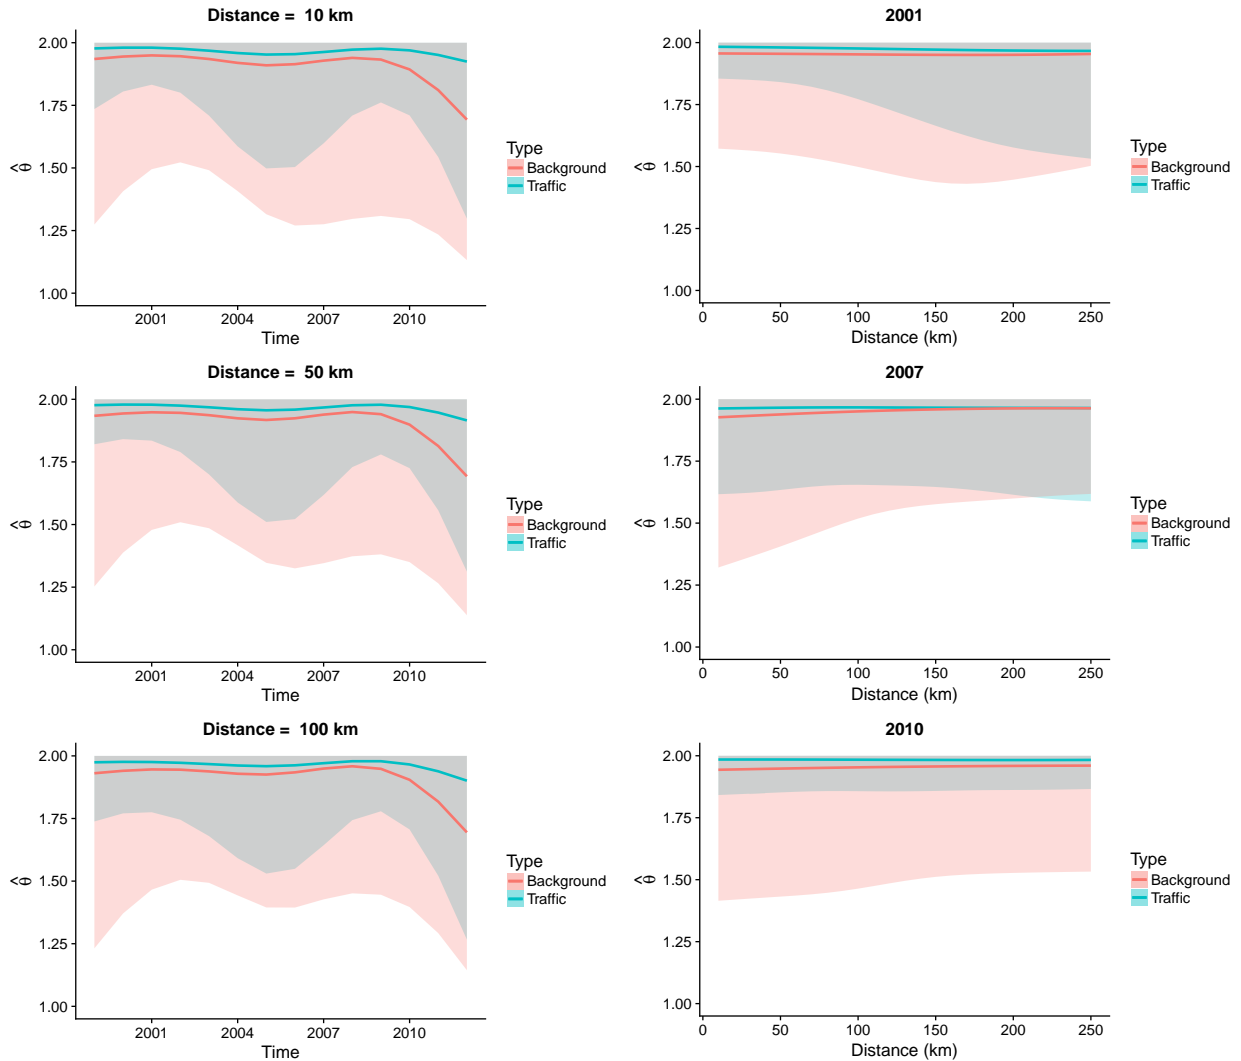 Distance =  10 km
2.00
1.75
1.50
1.25
1.00
θ̂
2001
2004
2007
2010
Time
Type
Background
Traffic
2001
2.00
1.75
1.50
1.25
1.00
θ̂
0
50
100
150
200
250
Distance (km)
Type
Background
Traffic
Distance =  50 km
2.00
1.75
1.50
1.25
1.00
θ̂
2001
2004
2007
2010
Time
Type
Background
Traffic
2007
2.00
1.75
1.50
1.25
1.00
θ̂
0
50
100
150
200
250
Distance (km)
Type
Background
Traffic
Distance =  100 km
2.00
1.75
1.50
1.25
1.00
θ̂
2001
2004
2007
2010
Time
Type
Background
Traffic
2010
2.00
1.75
1.50
1.25
1.00
θ̂
0
50
100
150
200
250
Distance (km)
Type
Background
Traffic